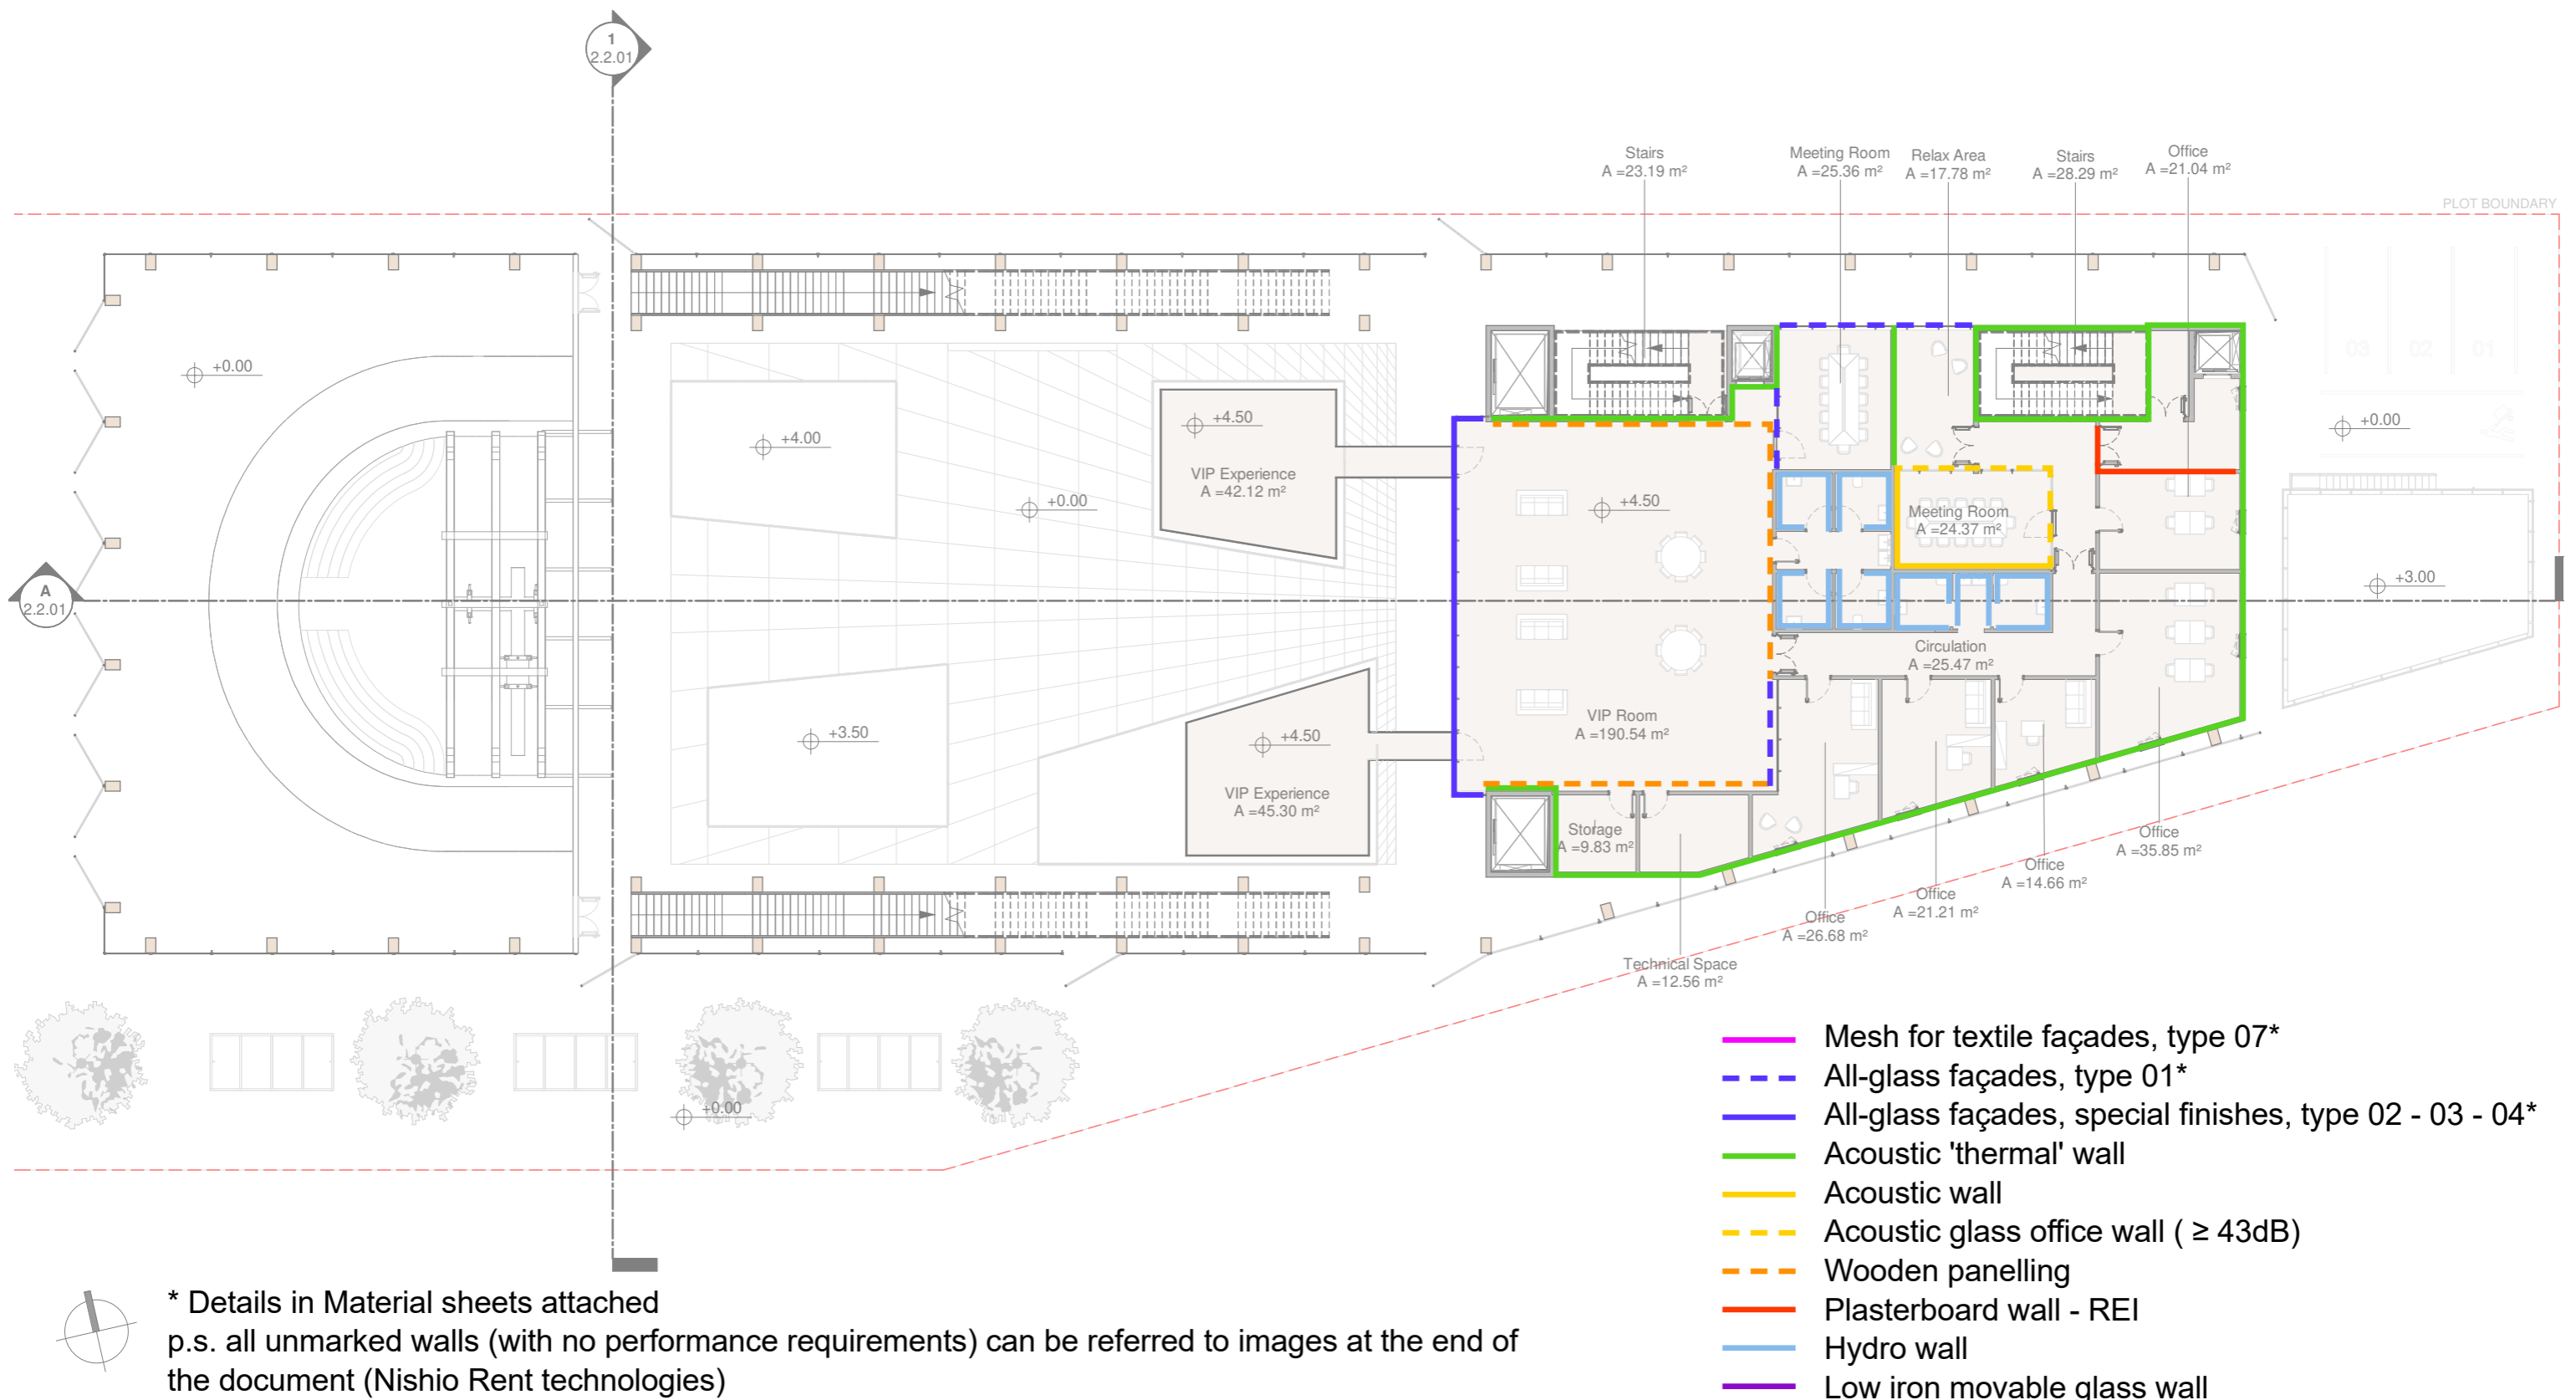 1
2.2.01
Stairs
A =23.19 m²
Meeting Room
A =25.36 m²
Relax Area
A =17.78 m²
Stairs
A =28.29 m²
Office
A =21.04 m²
PLOT BOUNDARY
+0.00
+4.00
+4.50
VIP Experience
A =42.12 m²
+0.00
+4.50
03
02
01
+0.00
Meeting Room
A =24.37 m²
A
2.2.01
+3.00
Circulation
A =25.47 m²
+3.50
+4.50
VIP Experience
A =45.30 m²
VIP Room
A =190.54 m²
Storage
A =9.83 m²
Office
A =35.85 m²
Office
A =14.66 m²
Office
A =21.21 m²
Office
A =26.68 m²
Technical Space
A =12.56 m²
+0.00
Mesh for textile façades, type 07*
All-glass façades, type 01*
All-glass façades, special finishes, type 02 - 03 - 04*
Acoustic 'thermal' wall
Acoustic wall
Acoustic glass office wall ( ≥ 43dB)
Wooden panelling
Plasterboard wall - REI
Hydro wall
Low iron movable glass wall
* Details in Material sheets attached
p.s. all unmarked walls (with no performance requirements) can be referred to images at the end of
the document (Nishio Rent technologies)